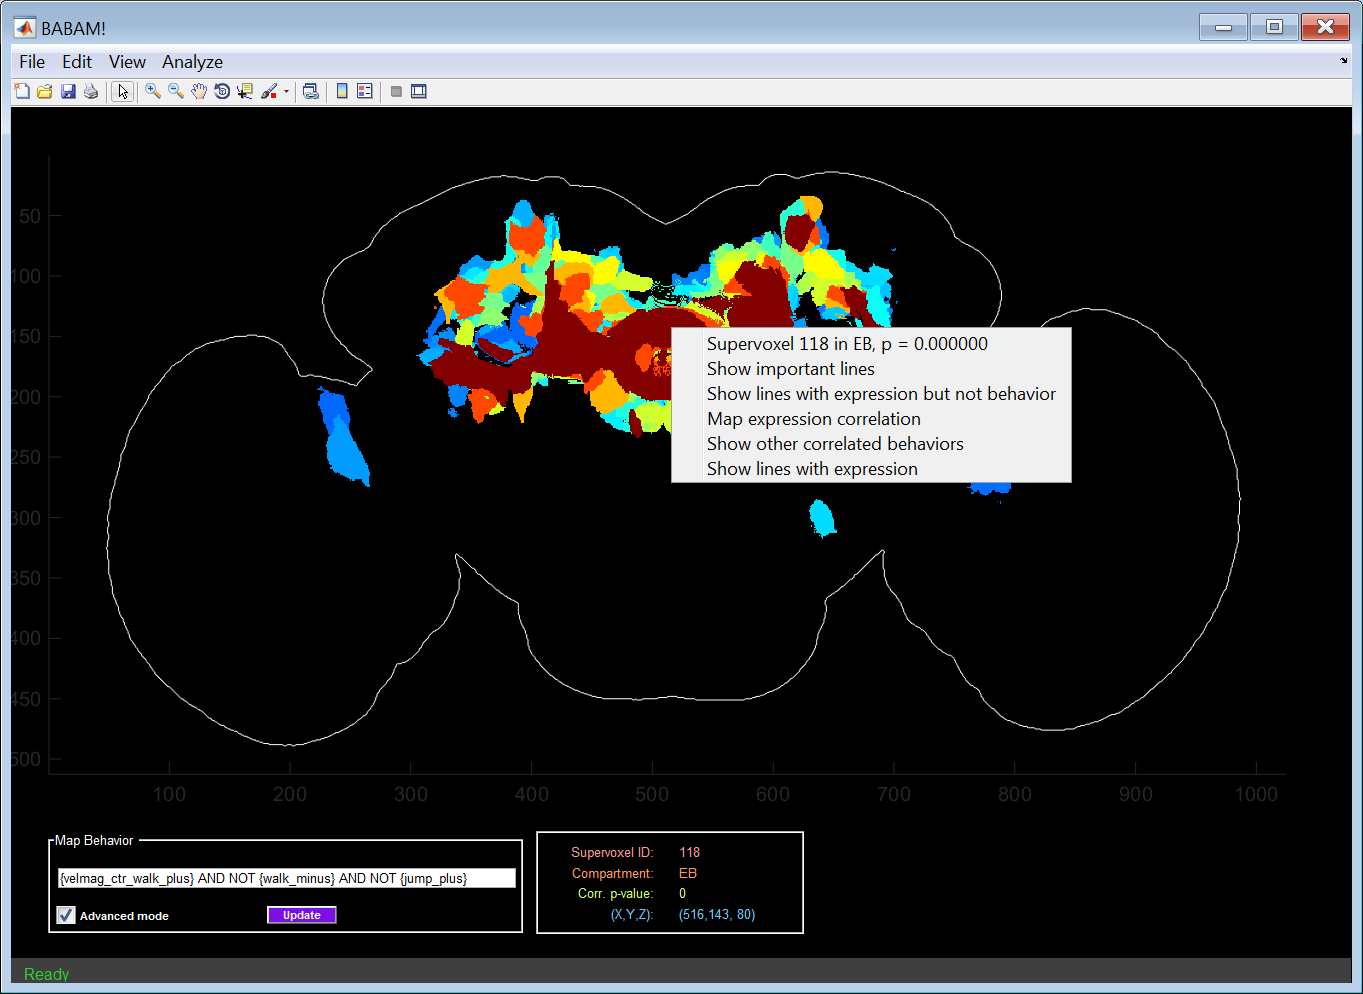 BABAM!
File Edit View Analyze
50
100
150
200
250
300
350
400
450
500
Supervoxel 118 in EB, p = 0.000000
Show important lines
Show lines with expression but not behavior
Map expression correlation
Show other correlated behaviors
Show lines with expression
100 200 300 400 500 600 700 800 900 1000
Map Behavior
{velmag_ctr_walk_plus} AND NOT {walk_minus} AND NOT {jump_plus}
Advanced mode
Update
Supervoxel ID: 118
Compartment: EB
Corr. p-value: 0
(X,Y,Z): (516,143, 80)
Ready